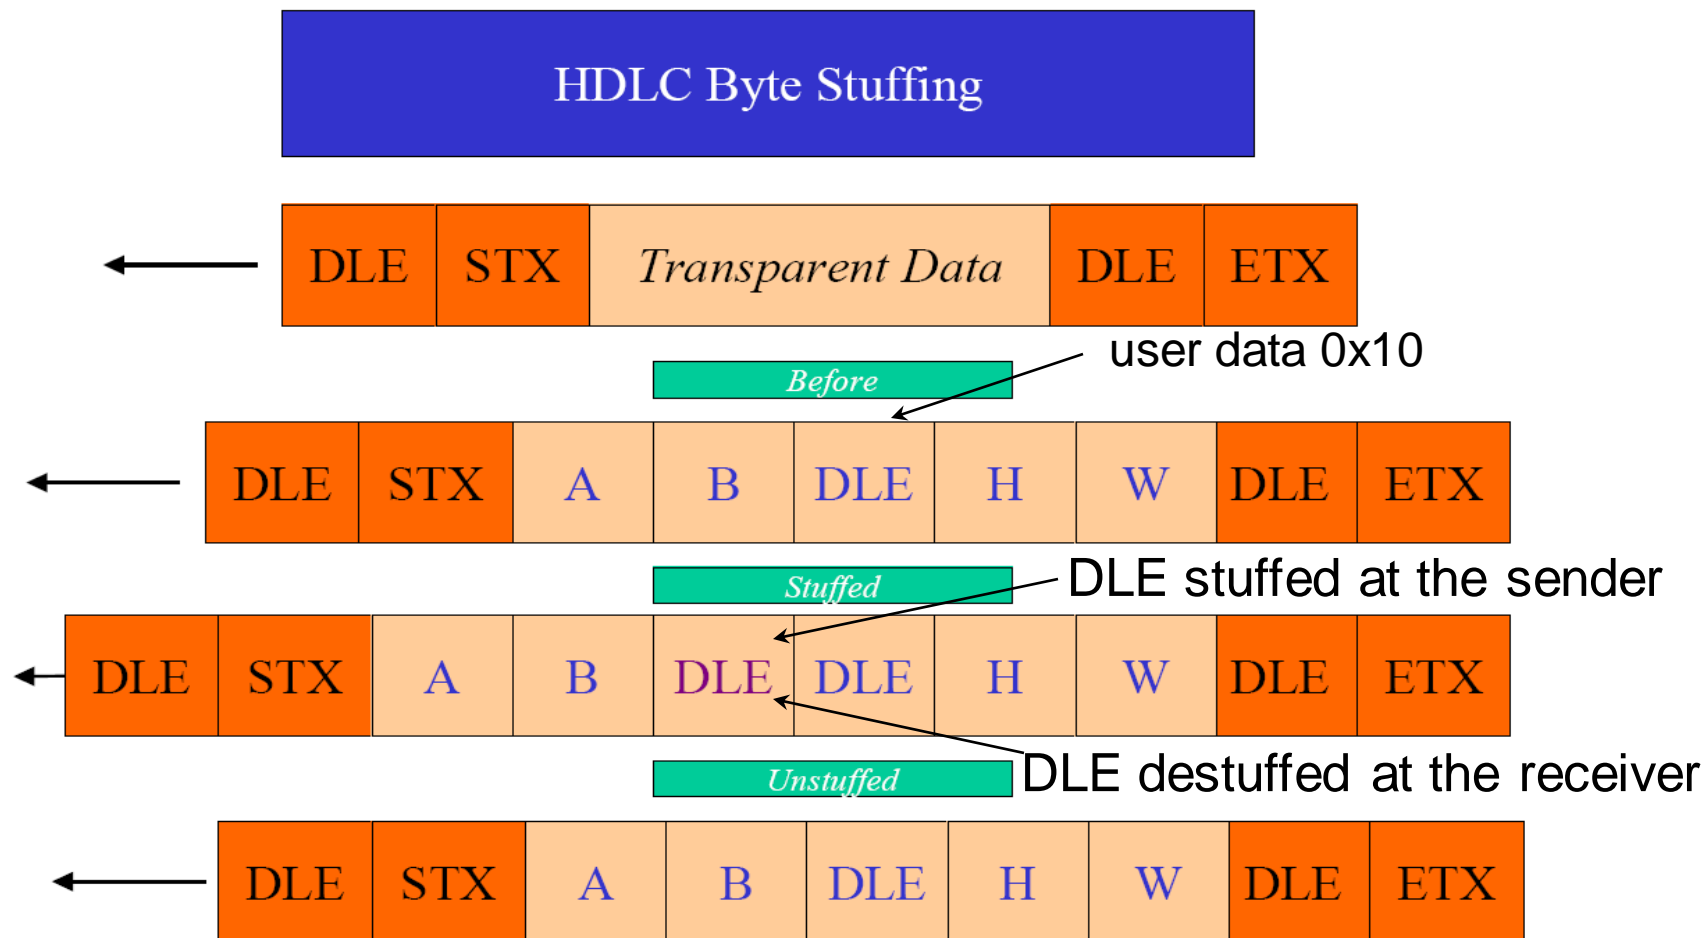 HDLC Byte Stuffing
DLE STX Transparent Data DLE ETX
user data 0x10
Before
DLE STX A B DLE H W DLE ETX
Stuffed
DLE stuffed at the sender
DLE STX A B DLE DLE H W DLE ETX
DLE destuffed at the receiver
Unstuffed
DLE STX A B DLE H W DLE ETX